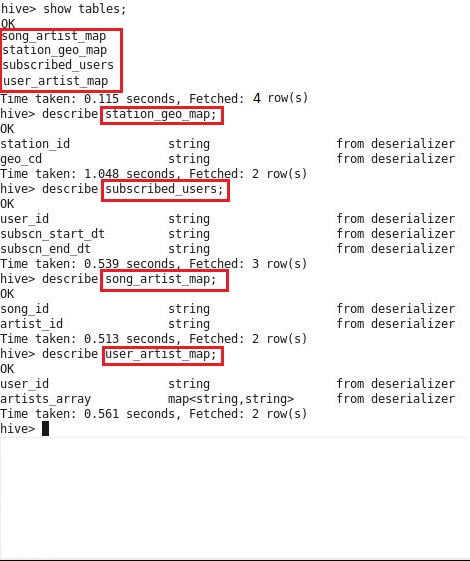 hive> show tables;
OK
song_artist_map
station_geo_map
subscribed_users
user_artist_map
Time taken: 0.115 seconds, Fetched: 4 row(s)
hive> describe station_geo_map;
OK
station_id string from deserializer
geo_cd string from deserializer
Time taken: 1.048 seconds, Fetched: 2 row(s)
hive> describe subscribed_users;
OK
user_id string from deserializer
subscn_start_dt string from deserializer
subscn_end_dt string from deserializer
Time taken: 0.539 seconds, Fetched: 3 row(s)
hive> describe song_artist_map;
OK
song_id string from deserializer
artist_id string from deserializer
Time taken: 0.513 seconds, Fetched: 2 row(s)
hive> describe user_artist_map;
OK
user_id string from deserializer
artists_array map<string,string> from deserializer
Time taken: 0.561 seconds, Fetched: 2 row(s)
hive>